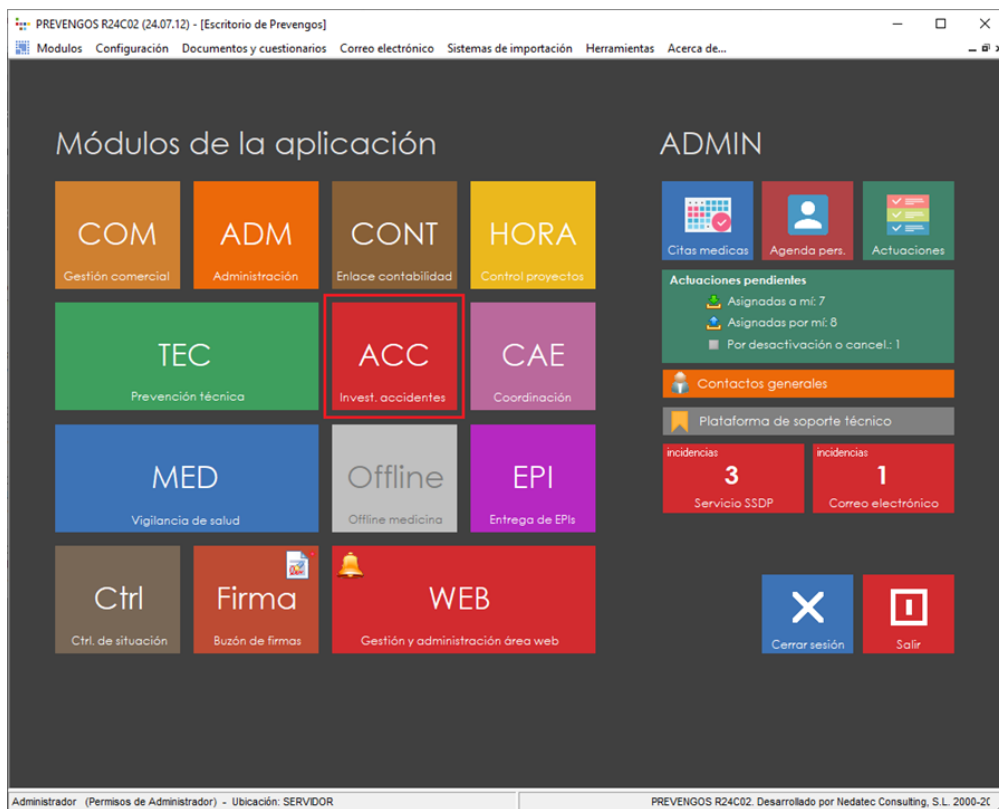 PREVENGOS R24C02 (24.07.12) - [Escritorio de Prevengos]
Modulos Configuración Documentos y cuestionarios Correo electrónico Sistemas de importación Herramientas Acerca de...
Módulos de la aplicación
COM
Gestión comercial
ADM
Administración
CONT
Enlace contabilidad
HORA
Control proyectos
TEC
Prevención técnica
ACC
Invest. accidentes
CAE
Coordinación
MED
Vigilancia de salud
Offline
Offline medicina
EPI
Entrega de EPIs
Ctrl
Ctrl. de situación
Firma
Buzón de firmas
WEB
Gestión y administración área web
ADMIN
Citas medicas
Agenda pers.
Actuaciones
Actuaciones pendientes
Asignadas a mí: 7
Asignadas por mí: 8
Por desactivación o cancel.: 1
Contactos generales
Plataforma de soporte técnico
incidencias
3
Servicio SSDP
incidencias
1
Correo electrónico
Cerrar sesión
Salir
Administrador (Permisos de Administrador) - Ubicación: SERVIDOR
PREVENGOS R24C02. Desarrollado por Nedatec Consulting, S.L. 2000-20